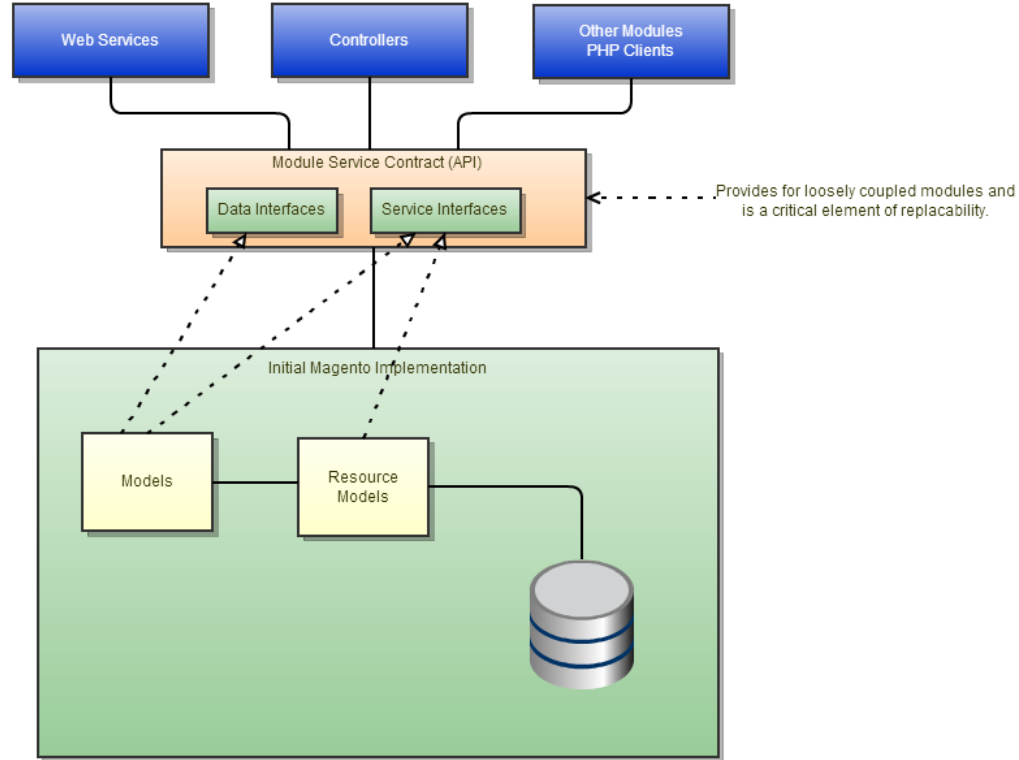 Web Services
Controllers
Other Modules
PHP Clients
Module Service Contract (API)
Data Interfaces
Service Interfaces
Provides for loosely coupled modules and
is a critical element of replacability.
Initial Magento Implementation
Models
Resource
Models